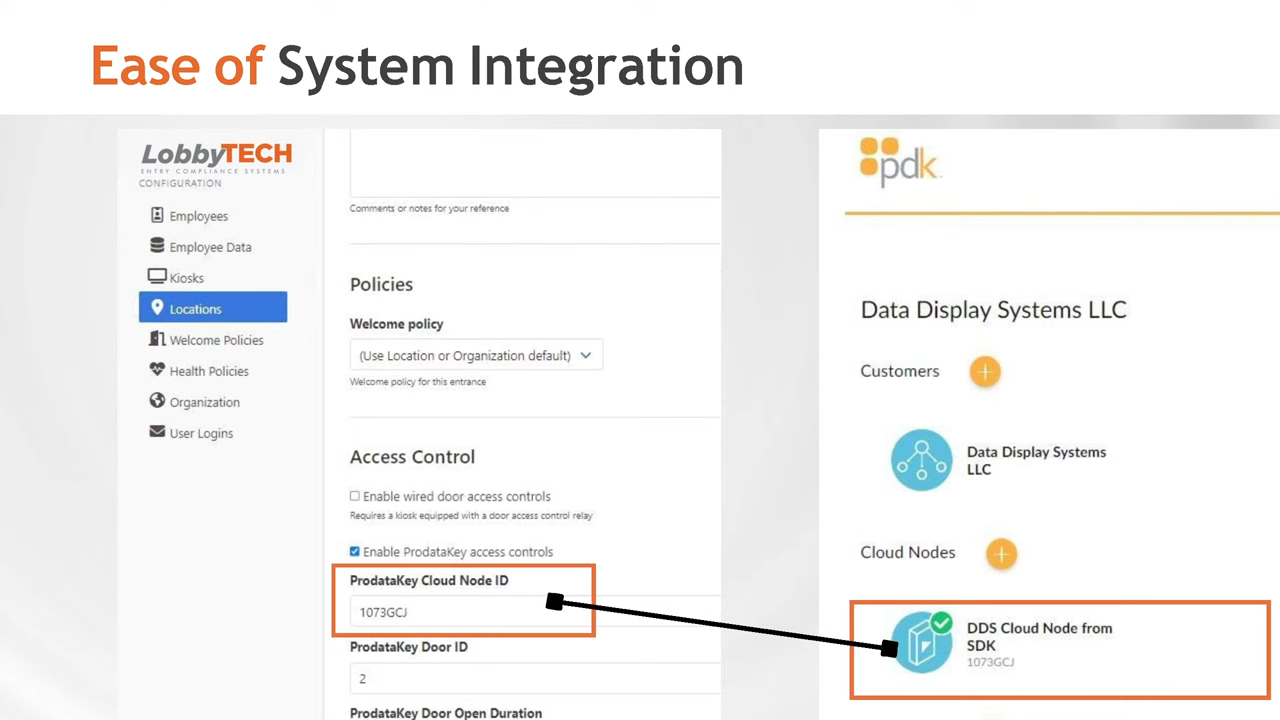 Ease of System Integration
LobbyTECH
ENTRY COMPLIANCE SYSTEMS
CONFIGURATION
Employees
Employee Data
Kiosks
Locations
Welcome Policies
Health Policies
Organization
User Logins
Comments or notes for your reference
Policies
Welcome policy
(Use Location or Organization default)
Welcome policy for this entrance
Access Control
Enable wired door access controls
Requires a kiosk equipped with a door access control relay
Enable ProdataKey access controls
ProdataKey Cloud Node ID
1073GCJ
ProdataKey Door ID
2
ProdataKey Door Open Duration
pdk
Data Display Systems LLC
Customers
Data Display Systems
LLC
Cloud Nodes
DDS Cloud Node from
SDK
1073GCJ